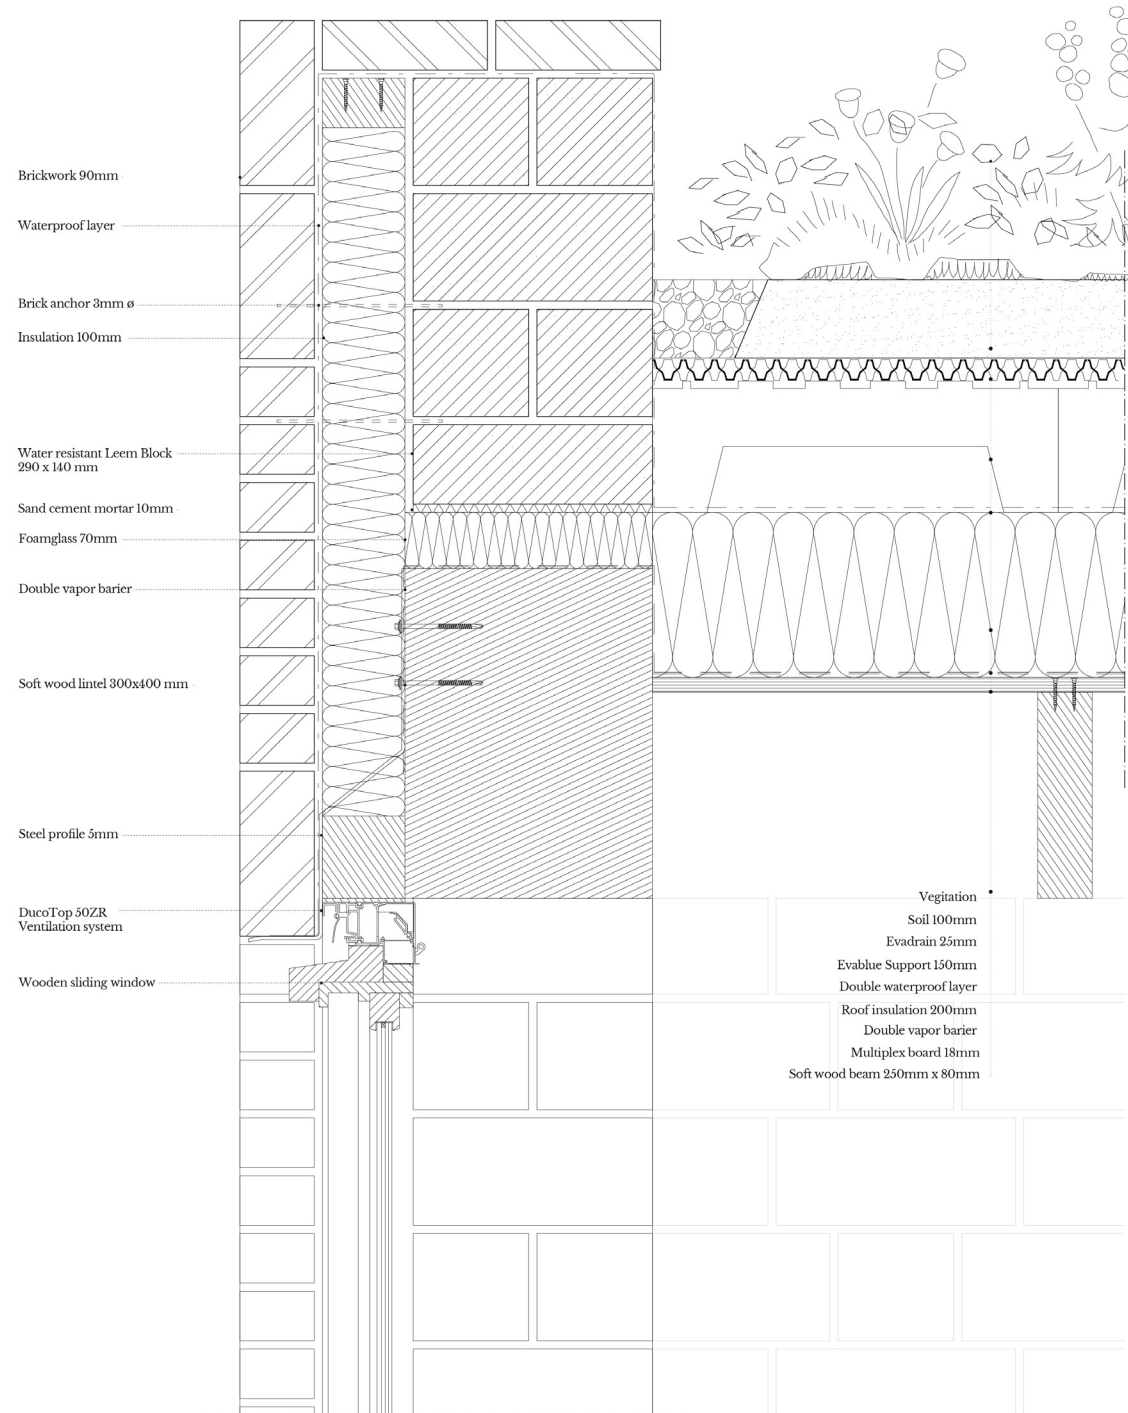 Brickwork 90mm
Waterproof layer
Brick anchor 3mm ø
Insulation 100mm
Water resistant Leem Block
290 x 140 mm
Sand cement mortar 10mm
Foamglass 70mm
Double vapor barier
Soft wood lintel 300x400 mm
Steel profile 5mm
DucoTop 50ZR
Ventilation system
Wooden sliding window
Vegitation
Soil 100mm
Evadrain 25mm
Evablue Support 150mm
Double waterproof layer
Roof insulation 200mm
Double vapor barier
Multiplex board 18mm
Soft wood beam 250mm x 80mm